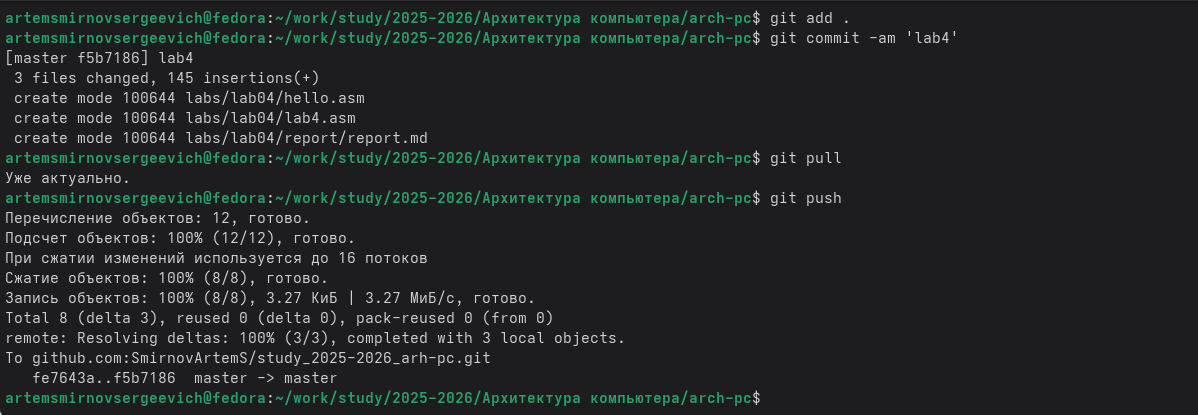 artemsmirnovsergeevich@fedora:~/work/study/2025-2026/Архитектура компьютера/arch-pc$ git add .
artemsmirnovsergeevich@fedora:~/work/study/2025-2026/Архитектура компьютера/arch-pc$ git commit -am 'lab4'
[master f5b7186] lab4
 3 files changed, 145 insertions(+)
 create mode 100644 labs/lab04/hello.asm
 create mode 100644 labs/lab04/lab4.asm
 create mode 100644 labs/lab04/report/report.md
artemsmirnovsergeevich@fedora:~/work/study/2025-2026/Архитектура компьютера/arch-pc$ git pull
Уже актуально.
artemsmirnovsergeevich@fedora:~/work/study/2025-2026/Архитектура компьютера/arch-pc$ git push
Перечисление объектов: 12, готово.
Подсчет объектов: 100% (12/12), готово.
При сжатии изменений используется до 16 потоков
Сжатие объектов: 100% (8/8), готово.
Запись объектов: 100% (8/8), 3.27 КиБ | 3.27 МиБ/с, готово.
Total 8 (delta 3), reused 0 (delta 0), pack-reused 0 (from 0)
remote: Resolving deltas: 100% (3/3), completed with 3 local objects.
To github.com:SmirnovArtemS/study_2025-2026_arh-pc.git
   fe7643a..f5b7186  master -> master
artemsmirnovsergeevich@fedora:~/work/study/2025-2026/Архитектура компьютера/arch-pc$